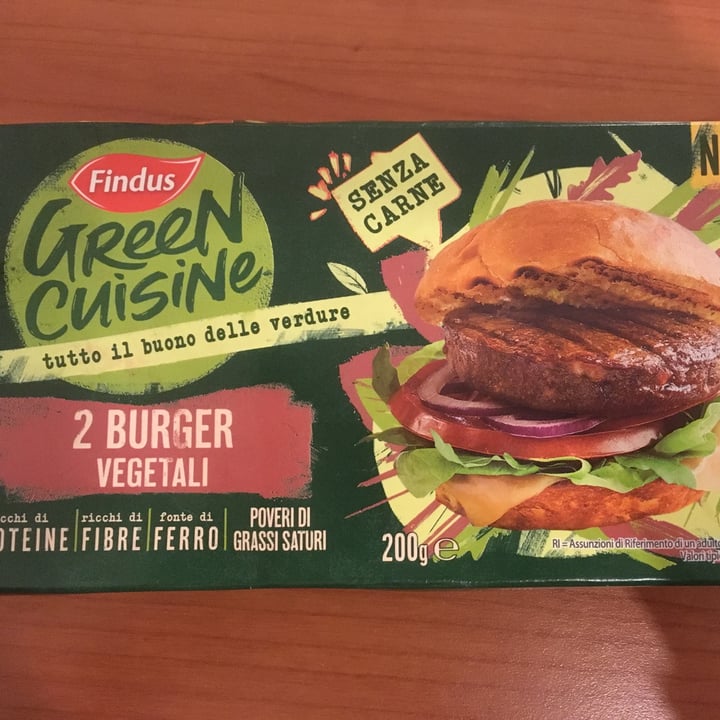 Findus
GREEN
CUISINE
tutto il buono delle verdure
SENZA
CARNE
2 BURGER
VEGETALI
ricchi di
fonte di
FIBRE
FERRO
POVERI DI
GRASSI SATURI
200g e
RI = Assunzioni di Riferimento di un
Valori